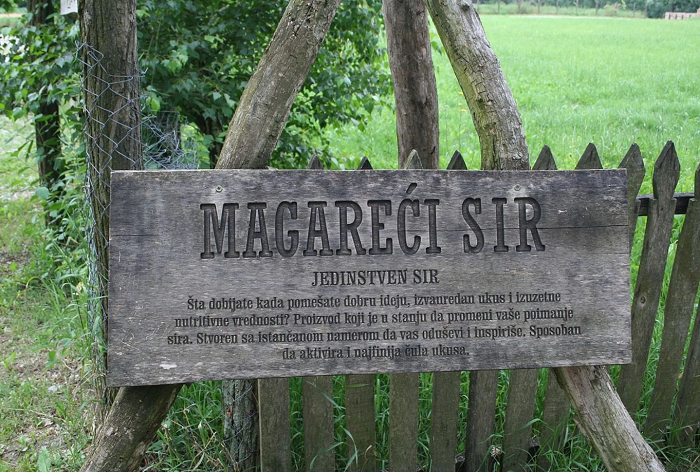 MAGAREĆI SIR
JEDINSTVEN SIR
Šta dobijate kada pomešate dobru ideju, izvanredan ukus i izuzetne
nutritivne vrednosti? Proizvod koji je u stanju da promeni vaše poimanje
sira. Stvoren sa istančanom namerom da vas oduševi i inspiriše. Sposoban
da aktivira i najfinija čula ukusa.